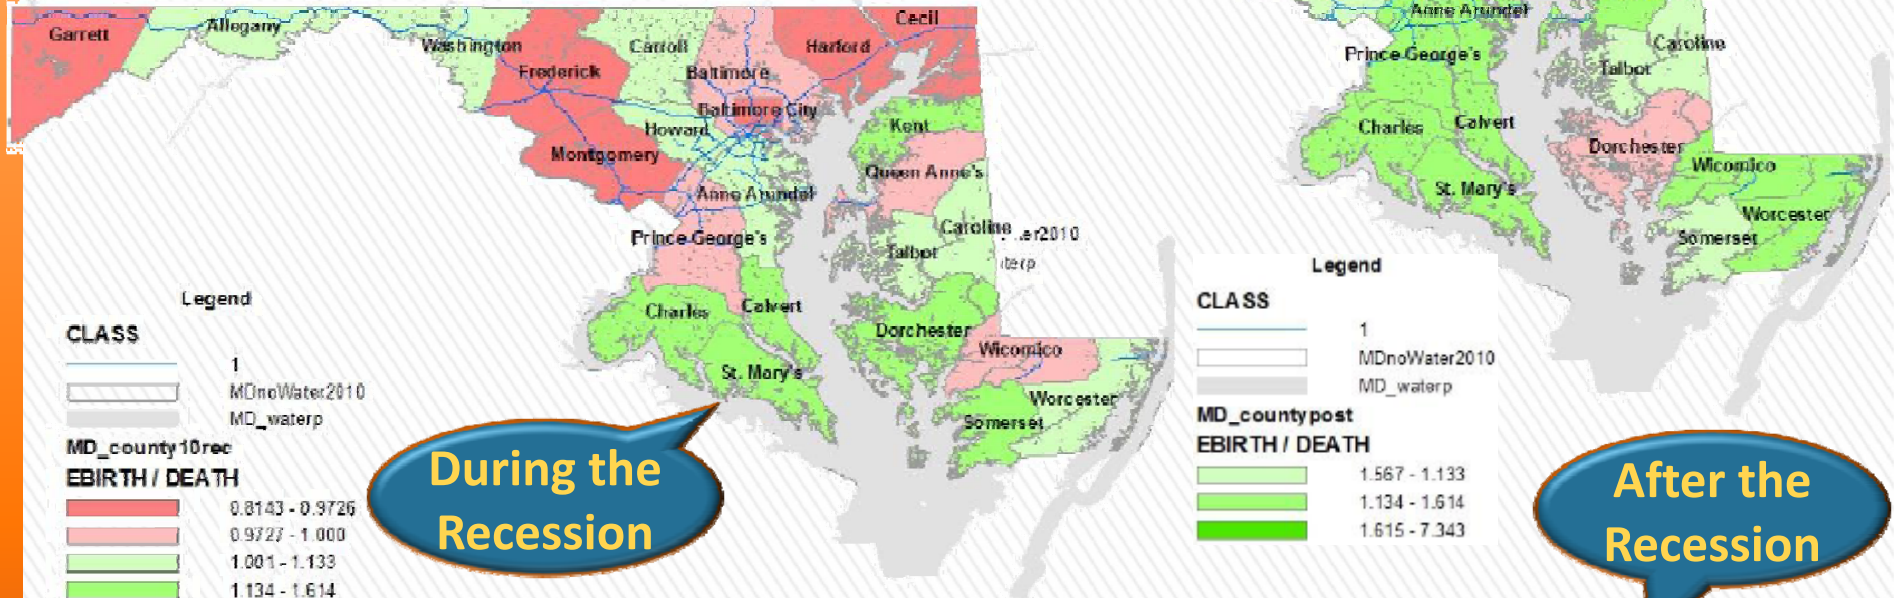 Garrett
Allegany
Washington
Frederick
Carroll
Baltimore
Harford
Cecil
Baltimore City
Howard
Montgomery
Kent
Queen Anne's
Anne Arundel
Prince George's
Caroline
Talbot
Charles
Calvert
Dorchester
St. Mary's
Wicomico
Worcester
Somerset
er2010
terp
Legend
CLASS
1
MDnoWater2010
MD_waterp
MD_county10rec
EBIRTH / DEATH
0.8143 - 0.9726
0.9727 - 1.000
1.001 - 1.133
1.134 - 1.614
During the
Recession
Anne Arundel
Prince George's
Caroline
Talbot
Charles
Calvert
Dorchester
Wicomico
St. Mary's
Worcester
Somerset
Legend
CLASS
1
MDnoWater2010
MD_waterp
MD_countypost
EBIRTH / DEATH
1.567 - 1.133
1.134 - 1.614
1.615 - 7.343
After the
Recession